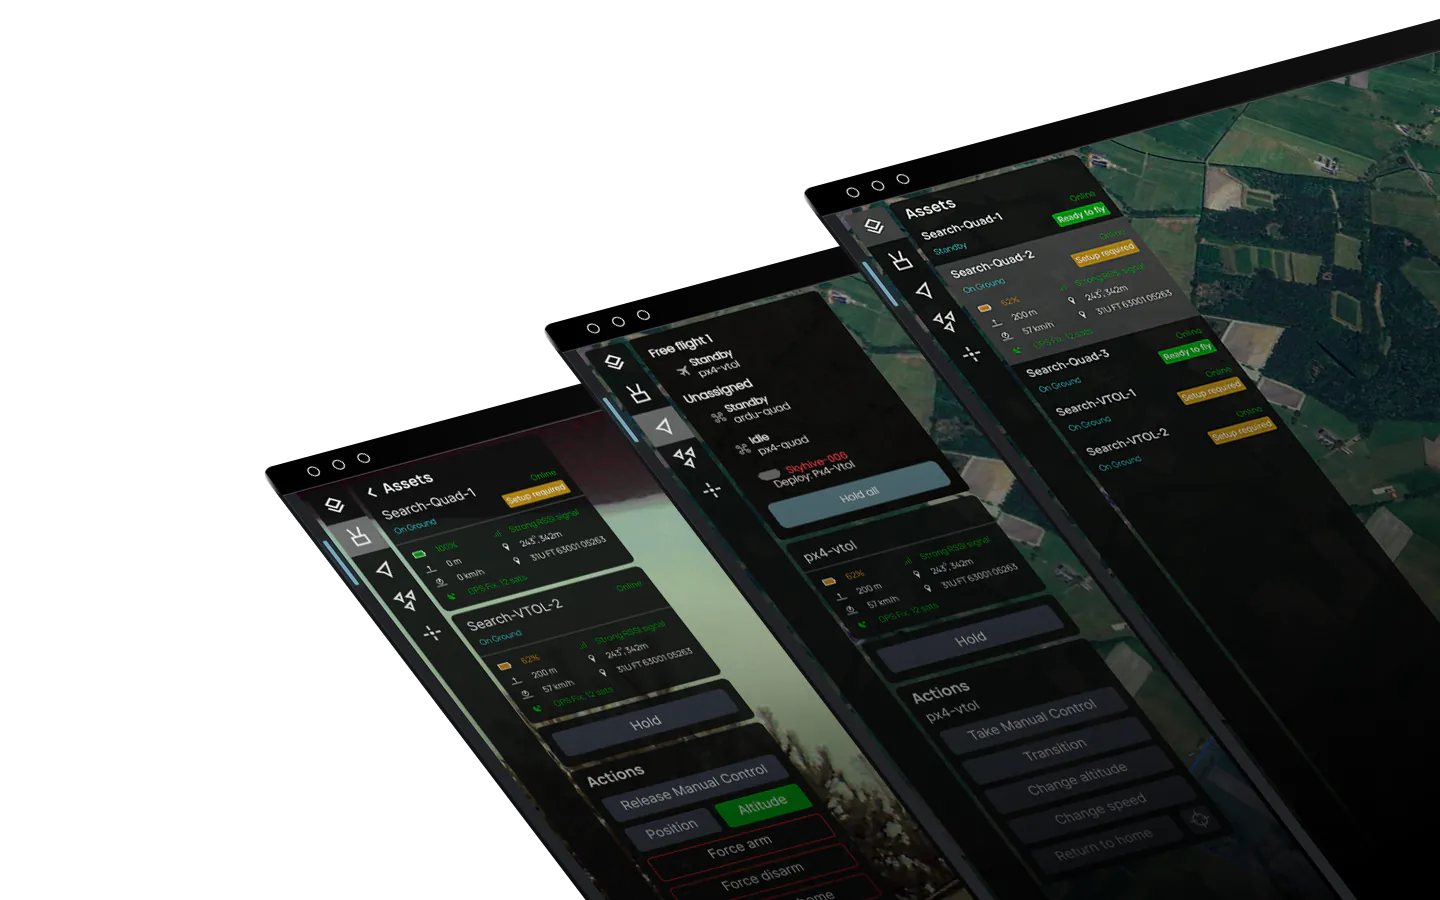 Assets
Search-Quad-1
Online
On Ground
Setup required
100%
Strong RSSI signal
0 m
243°, 342m
0 km/h
31U FT 63001 05263
GPS Fix, 12 sats
Search-VTOL-2
Online
On Ground
62%
Strong RSSI signal
200 m
243°, 342m
57 km/h
31U FT 63001 05263
GPS Fix, 12 sats
Hold
Actions
Release Manual Control
Position
Altitude
Force arm
Force disarm
home
Free flight 1
Standby
px4-vtol
Unassigned
Standby
ardu-quad
Idle
px4-quad
Skyhive-006
Deploy: Px4-Vtol
Hold all
px4-vtol
62%
Strong RSSI signal
200 m
243°, 342m
57 km/h
31U FT 63001 05263
GPS Fix, 12 sats
Hold
Actions
px4-vtol
Take Manual Control
Transition
Change altitude
Change speed
Return to home
Assets
Search-Quad-1
Online
Standby
Ready to fly
Search-Quad-2
Online
On Ground
Setup required
62%
Strong RSSI signal
200 m
243°, 342m
57 km/h
31U FT 63001 05263
GPS Fix, 12 sats
Search-Quad-3
Online
On Ground
Ready to fly
Search-VTOL-1
Online
On Ground
Setup required
Search-VTOL-2
Online
On Ground
Setup required